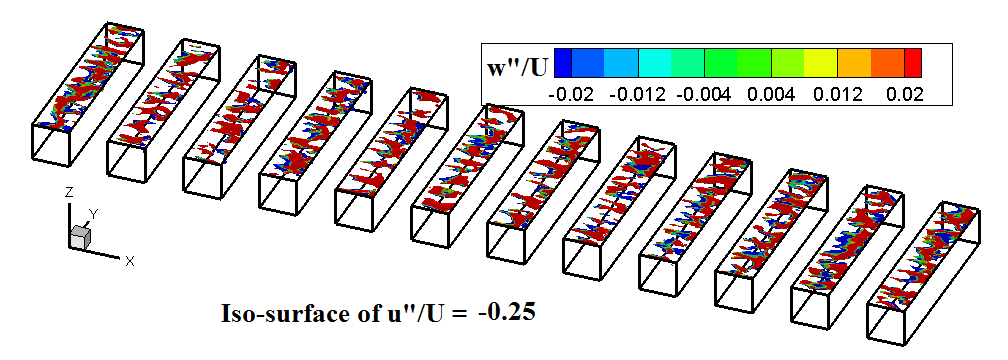 w"/U
-0.02 -0.012 -0.004 0.004 0.012 0.02
Z
Y
X
Iso-surface of u"/U = -0.25